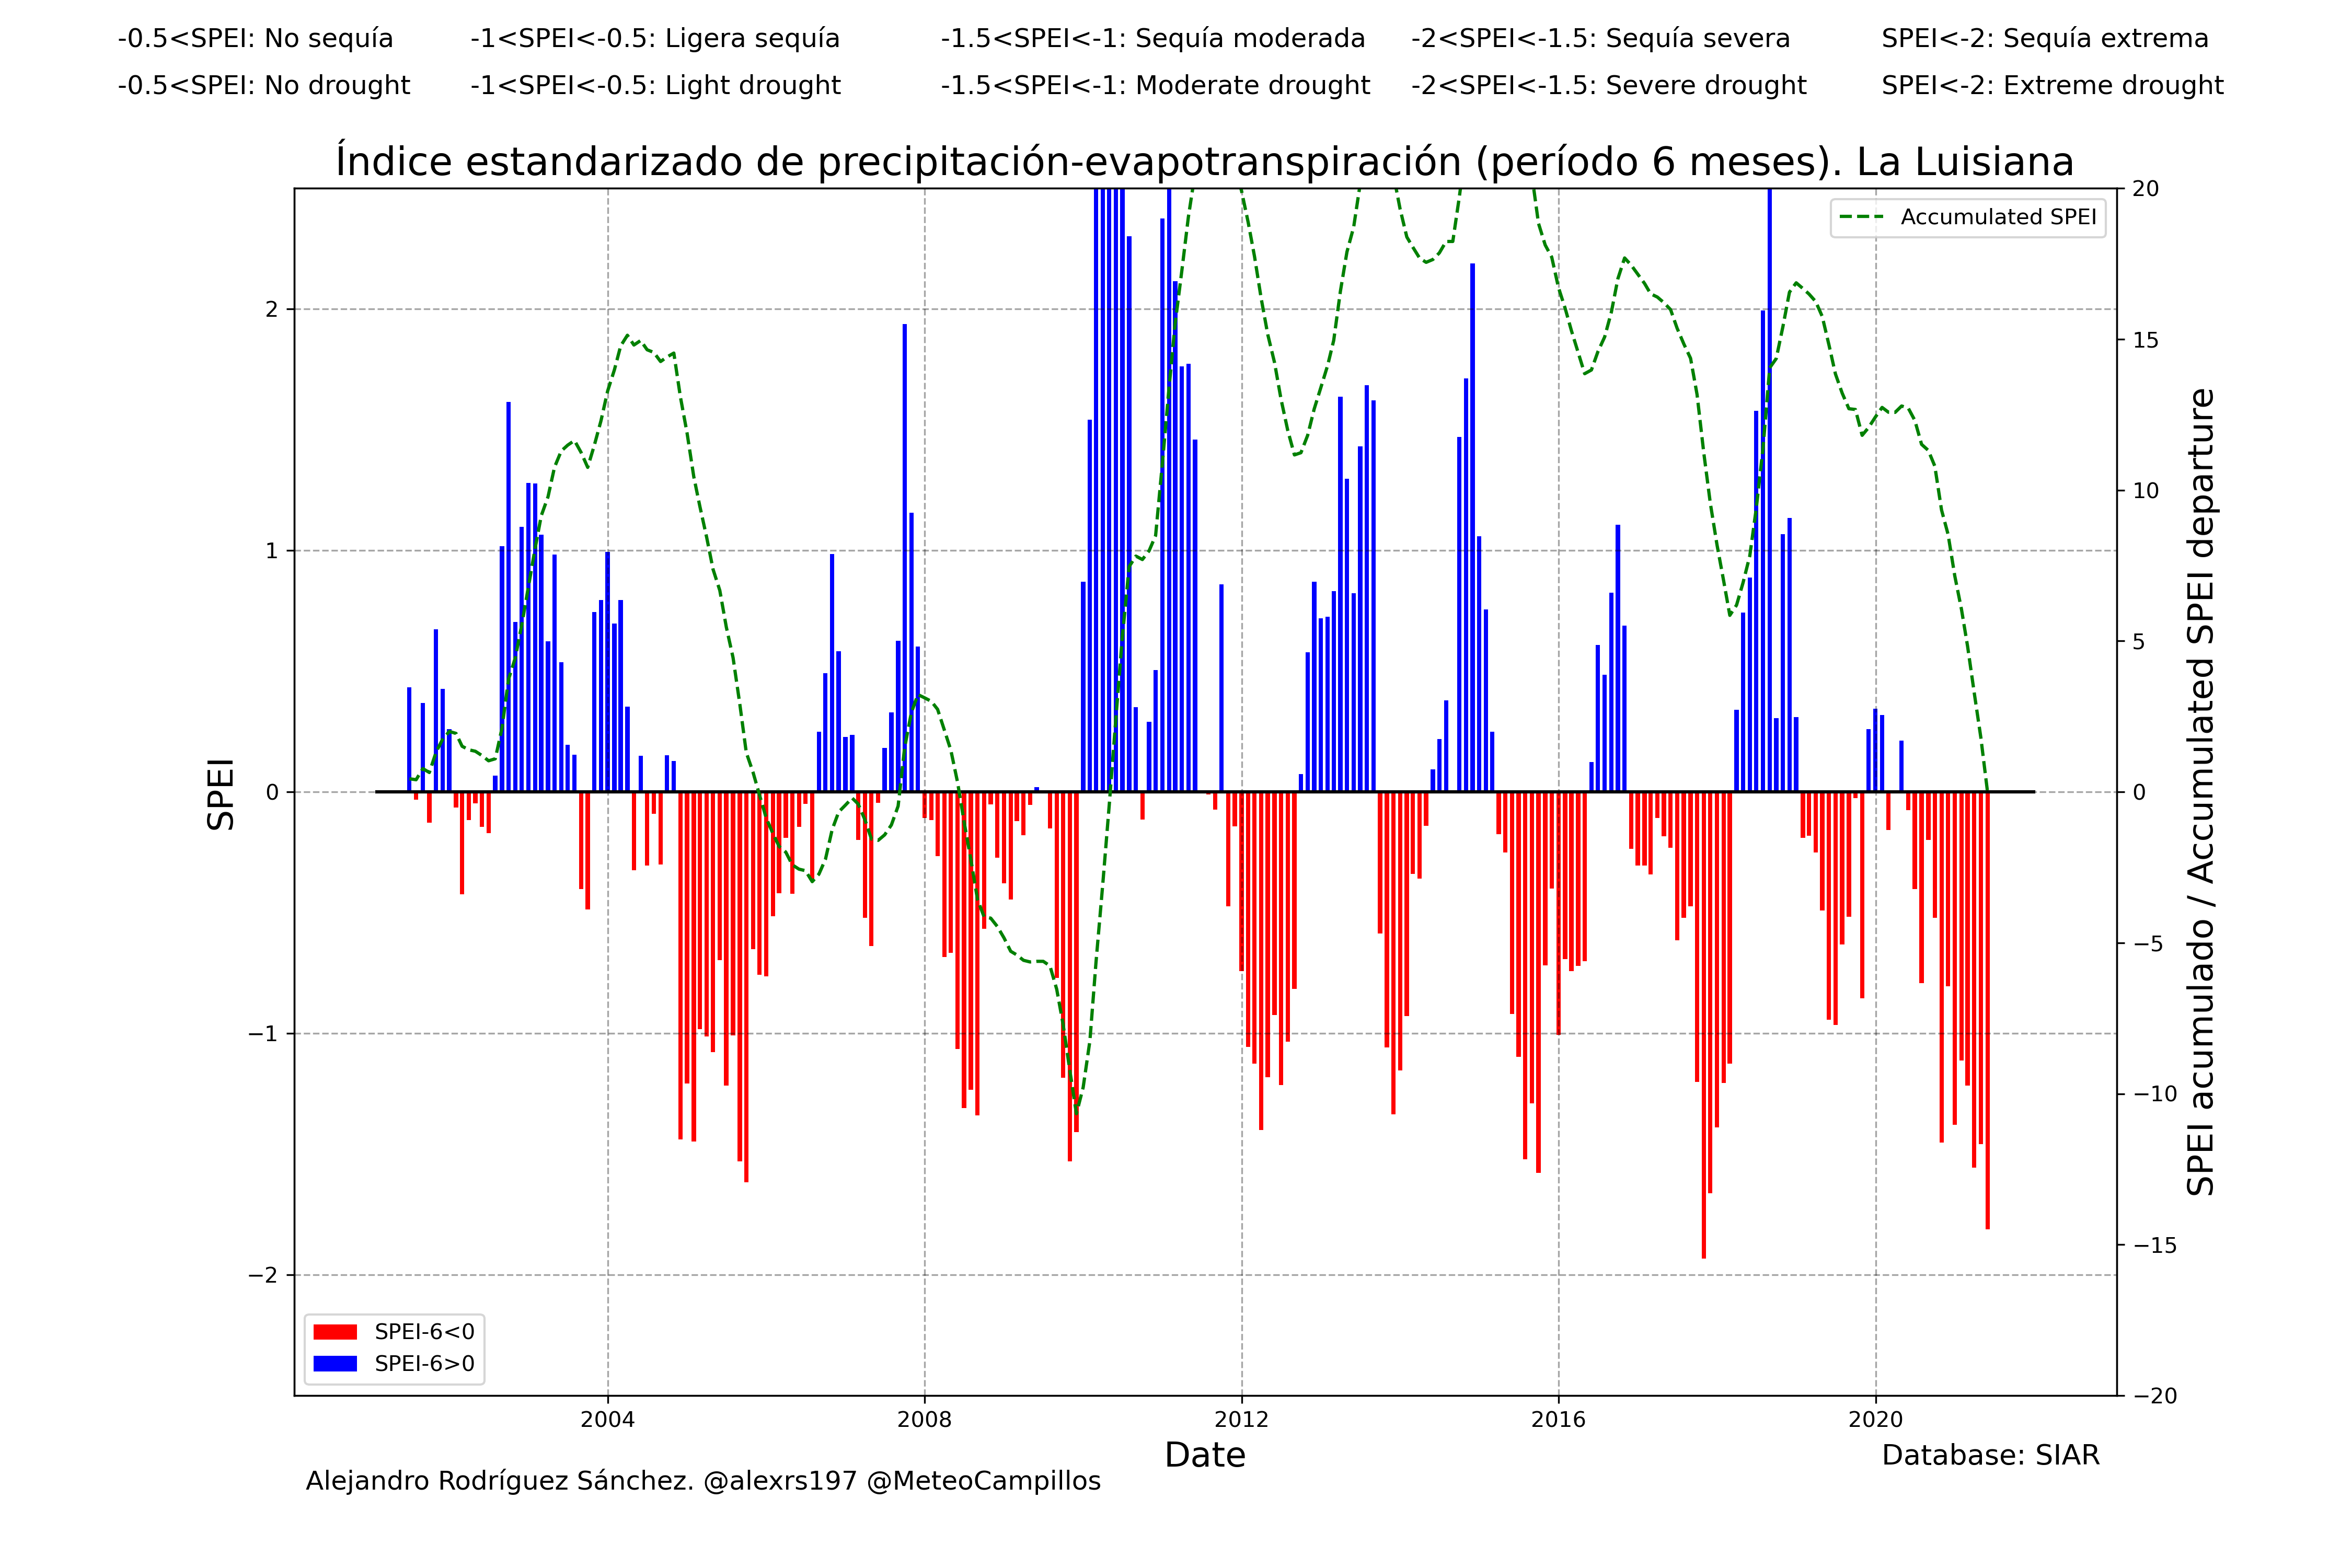 -0.5<SPEI: No sequía -1<SPEI<-0.5: Ligera sequía -1.5<SPEI<-1: Sequía moderada -2<SPEI<-1.5: Sequía severa SPEI<-2: Sequía extrema
-0.5<SPEI: No drought -1<SPEI<-0.5: Light drought -1.5<SPEI<-1: Moderate drought -2<SPEI<-1.5: Severe drought SPEI<-2: Extreme drought
Índice estandarizado de precipitación-evapotranspiración (período 6 meses). La Luisiana
Accumulated SPEI
2
1
0
−1
−2
SPEI
20
15
10
5
0
−5
−10
−15
−20
SPEI acumulado / Accumulated SPEI departure
SPEI-6<0
SPEI-6>0
2004 2008 2012 2016 2020
Date
Database: SIAR
Alejandro Rodríguez Sánchez. @alexrs197 @MeteoCampillos